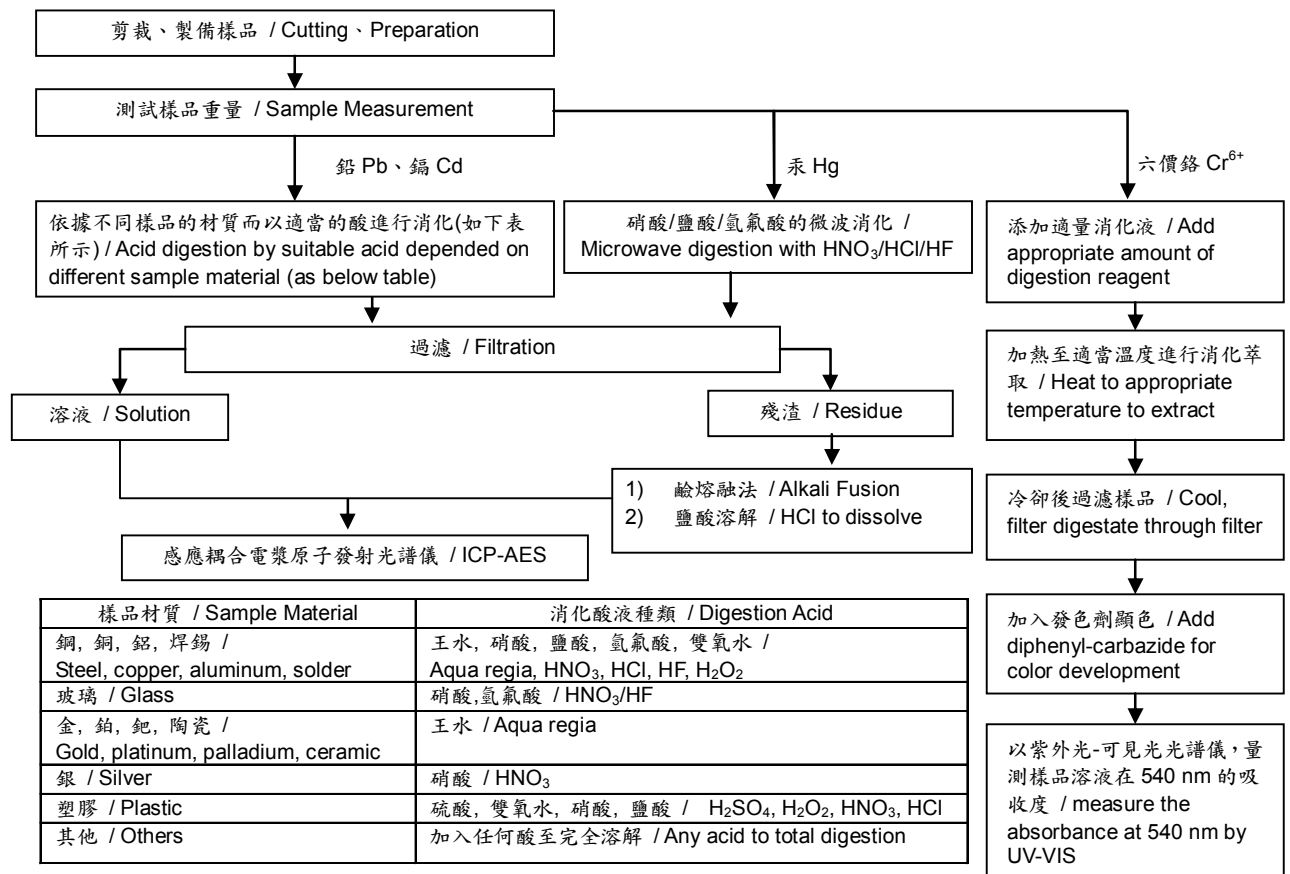 剪裁、製備樣品 / Cutting、Preparation
測試樣品重量 / Sample Measurement
鉛 Pb、鎘 Cd
汞 Hg
六價鉻 Cr⁶⁺
依據不同樣品的材質而以適當的酸進行消化(如下表
所示) / Acid digestion by suitable acid depended on
different sample material (as below table)
硝酸/鹽酸/氫氟酸的微波消化 /
Microwave digestion with HNO₃/HCl/HF
添加適量消化液 / Add
appropriate amount of
digestion reagent
過濾 / Filtration
加熱至適當溫度進行消化萃
取 / Heat to appropriate
temperature to extract
溶液 / Solution
殘渣 / Residue
1) 鹼熔融法 / Alkali Fusion
2) 鹽酸溶解 / HCl to dissolve
冷卻後過濾樣品 / Cool,
filter digestate through filter
感應耦合電漿原子發射光譜儀 / ICP-AES
加入發色劑顯色 / Add
diphenyl-carbazide for
color development
以紫外光-可見光光譜儀,量
測樣品溶液在 540 nm 的吸
收度 / measure the
absorbance at 540 nm by
UV-VIS
樣品材質 / Sample Material
消化酸液種類 / Digestion Acid
鋼, 銅, 鋁, 焊錫 /
Steel, copper, aluminum, solder
王水, 硝酸, 鹽酸, 氫氟酸, 雙氧水 /
Aqua regia, HNO₃, HCl, HF, H₂O₂
玻璃 / Glass
硝酸,氫氟酸 / HNO₃/HF
金, 鉑, 鈀, 陶瓷 /
Gold, platinum, palladium, ceramic
王水 / Aqua regia
銀 / Silver
硝酸 / HNO₃
塑膠 / Plastic
硫酸, 雙氧水, 硝酸, 鹽酸 / H₂SO₄, H₂O₂, HNO₃, HCl
其他 / Others
加入任何酸至完全溶解 / Any acid to total digestion